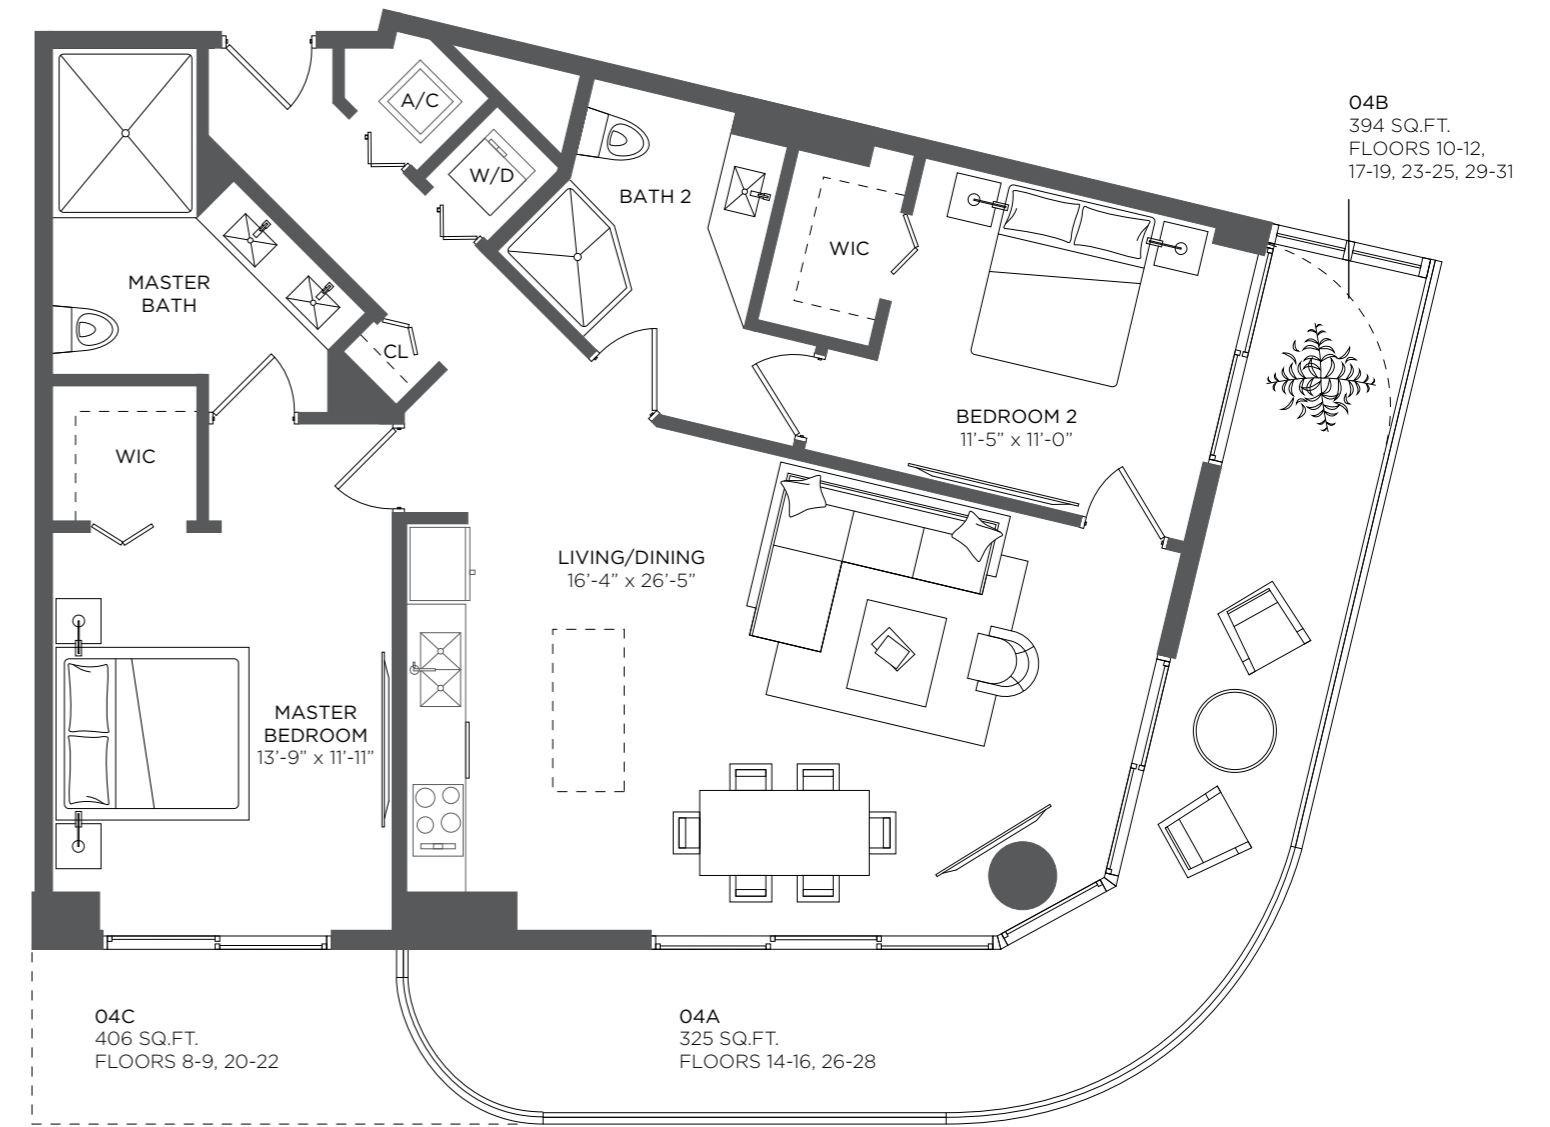 04B
394 SQ.FT.
FLOORS 10-12,
17-19, 23-25, 29-31
A/C
W/D
BATH 2
WIC
MASTER
BATH
CL
BEDROOM 2
11'-5” x 11'-0”
WIC
LIVING/DINING
16'-4” x 26'-5”
MASTER
BEDROOM
13'-9” x 11'-11”
04C
406 SQ.FT.
FLOORS 8-9, 20-22
04A
325 SQ.FT.
FLOORS 14-16, 26-28